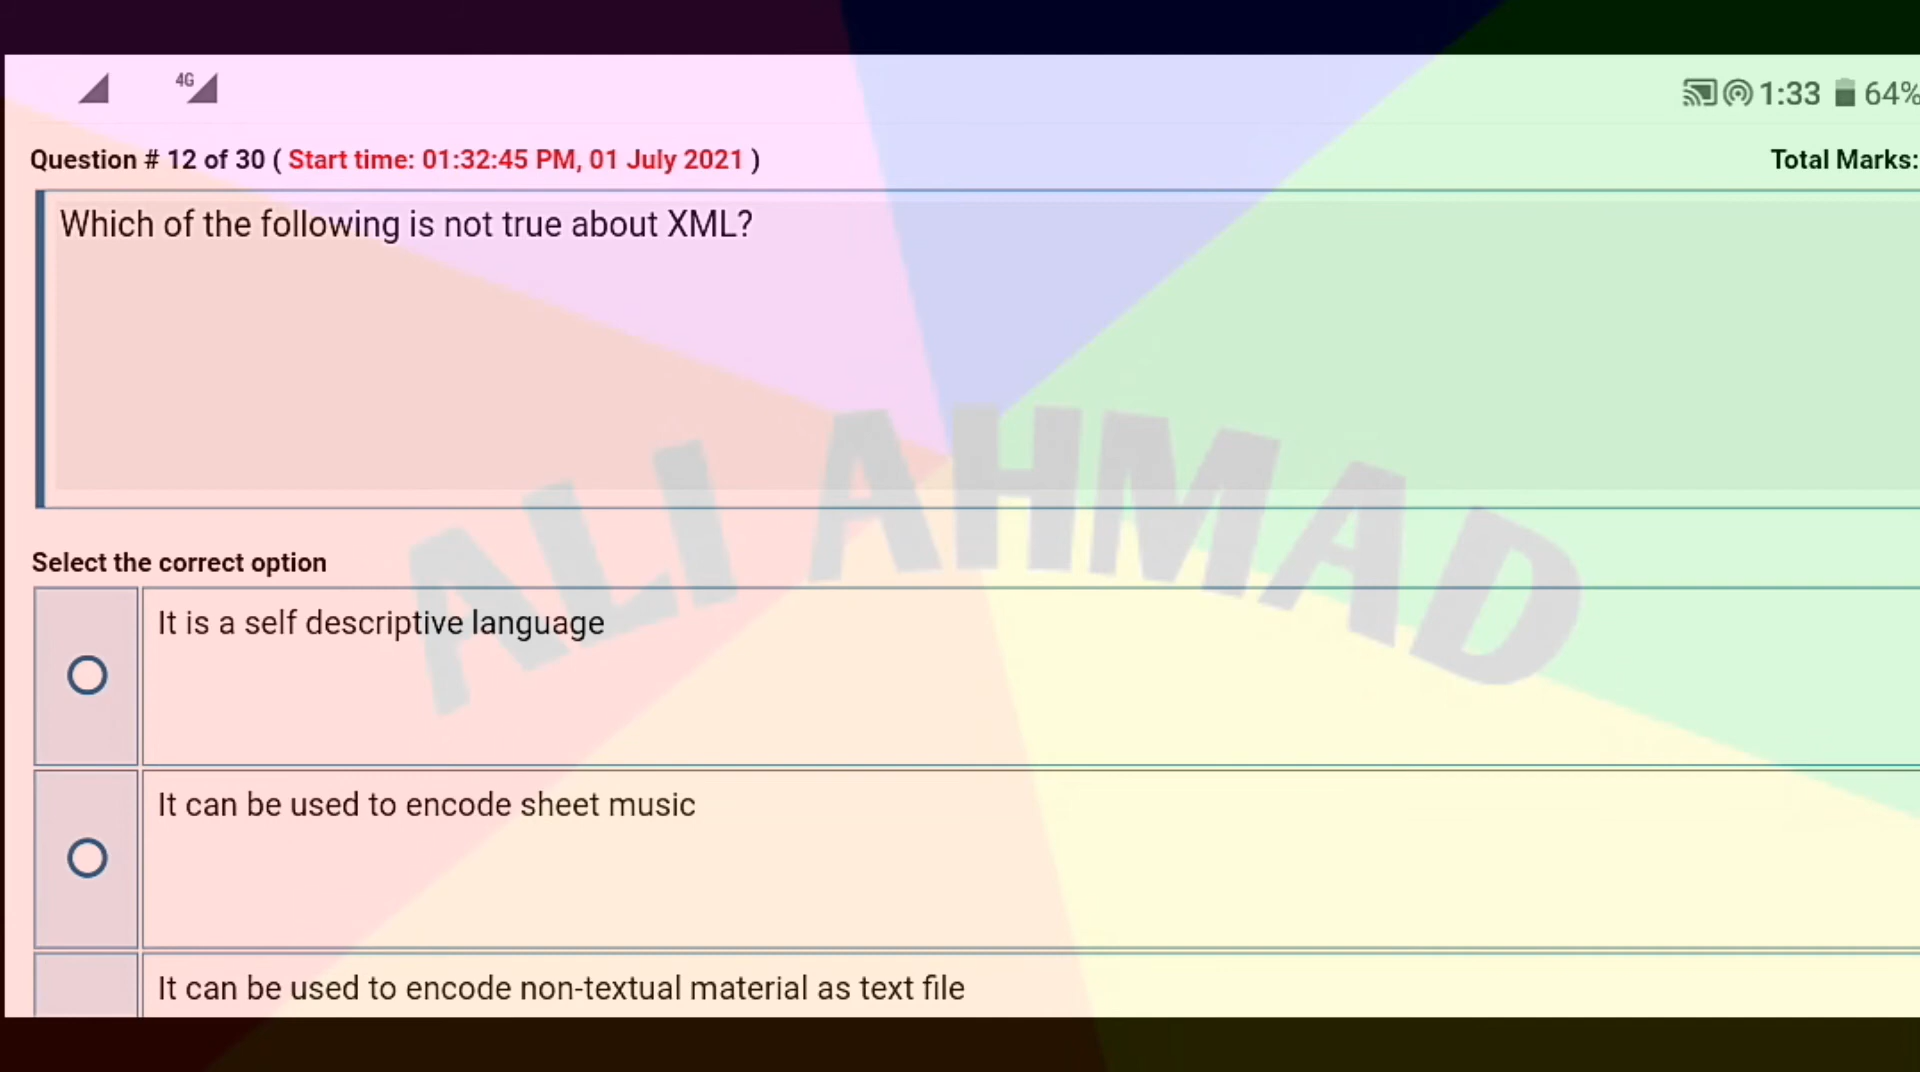 4G 1:33 64%
Question # 12 of 30 ( Start time: 01:32:45 PM, 01 July 2021 ) Total Marks:
Which of the following is not true about XML?
ALI AHMAD
Select the correct option
It is a self descriptive language
It can be used to encode sheet music
It can be used to encode non-textual material as text file